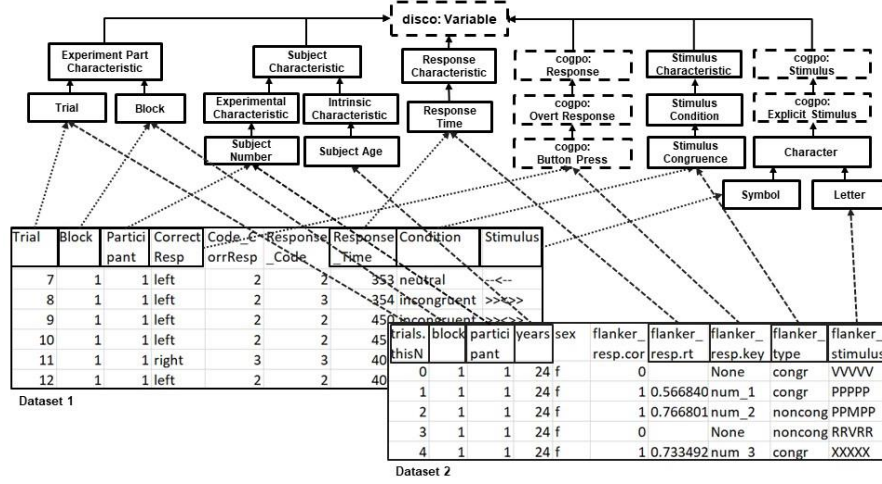 disco: Variable
Experiment Part
Characteristic
Subject
Characteristic
Response
Characteristic
cogpo:
Response
Stimulus
Characteristic
cogpo:
Stimulus
Trial
Block
Experimental
Characteristic
Intrinsic
Characteristic
Response
Time
cogpo:
Overt Response
Stimulus
Condition
cogpo:
Explicit Stimulus
Subject
Number
Subject Age
cogpo:
Button Press
Stimulus
Congruence
Character
Symbol
Letter
Trial Block Partici Correct Code_C Response Response Condition Stimulus
pant Resp orrResp _Code _Time
7 1 1 left 2 2 353 neutral --<--
8 1 1 left 2 3 354 incongruent >><>>
9 1 1 left 2 2 450 incongruent >><>>
10 1 1 left 2 2 45
11 1 1 right 3 3 40
12 1 1 left 2 2 40
Dataset 1
trials. block partici years sex flanker_ flanker_ flanker_ flanker_ flanker_
thisN pant resp.cor resp.rt resp.key type stimulus
0 1 1 24 f 0 None congr VVVVV
1 1 1 24 f 1 0.566840 num_1 congr PPPPP
2 1 1 24 f 1 0.766801 num_2 noncong PPMPP
3 1 1 24 f 0 None noncong RRVRR
4 1 1 24 f 1 0.733492 num_3 congr XXXXX
Dataset 2